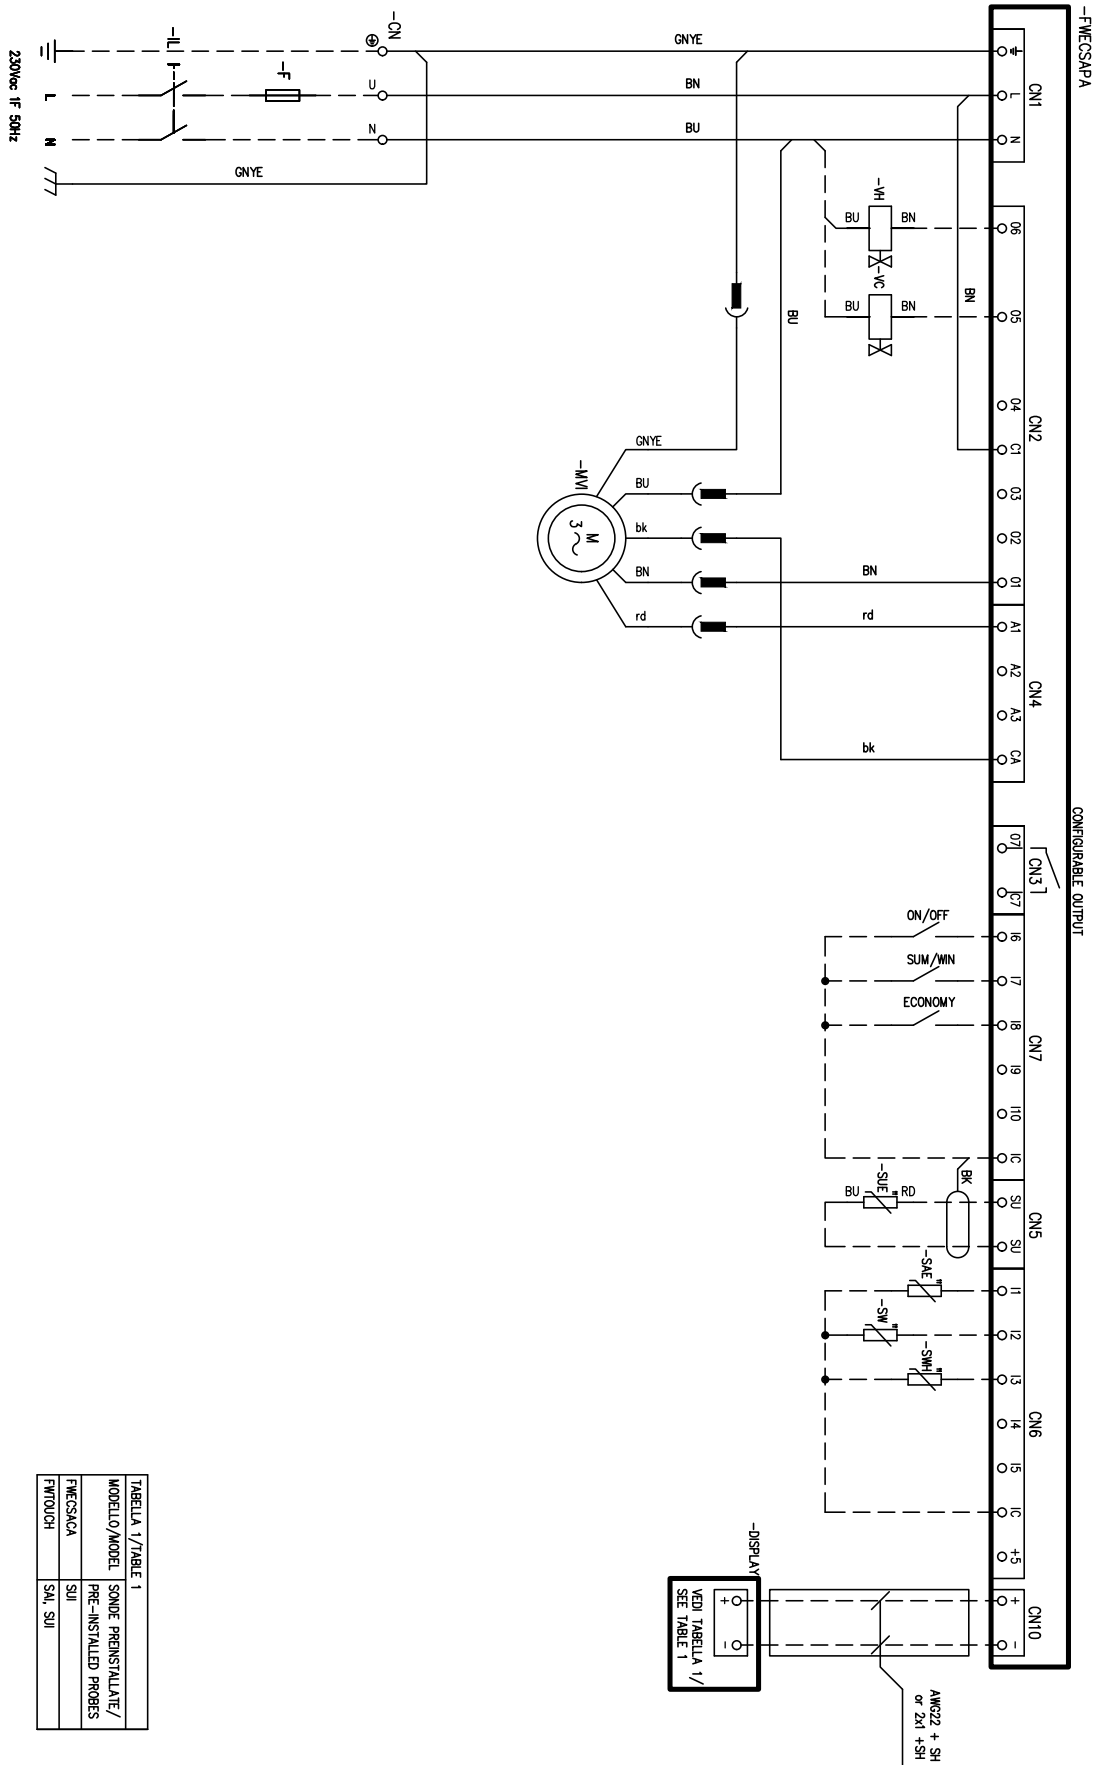 -FWECSAPA
CN1
L
N
CN2
06
05
04
C1
03
02
01
CN4
A1
A2
A3
CA
CONFIGURABLE OUTPUT
CN3
07
C7
CN7
I6
I7
I8
I9
I10
IC
CN5
SU
SU
CN6
I1
I2
I3
I4
I5
IC
+5
CN10
+
-
-CN
GNYE
U
BN
N
BU
-IL
-F
L
N
230Vac 1F 50Hz
GNYE
-VH
BU
BN
-VC
BU
BN
BN
BU
GNYE
-MVI
M
3
BU
bk
BN
BN
rd
rd
bk
ON/OFF
SUM/WIN
ECONOMY
BK
-SUE
BU
RD
-SAE
-SW
-SWH
-DISPLAY
+
-
VEDI TABELLA 1/
SEE TABLE 1
AWG22 + SH
or 2x1 +SH
TABELLA 1/TABLE 1
MODELLO/MODEL
SONDE PREINSTALLATE/
PRE-INSTALLED PROBES
FWECSACA
SUI
FWTOUCH
SAI, SUI